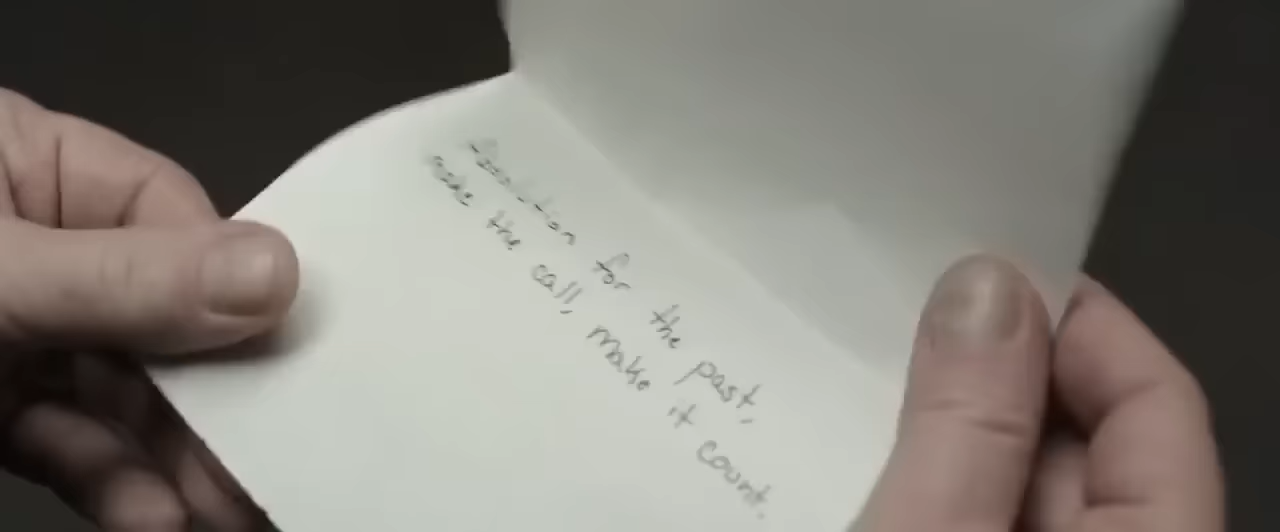 for the past,
make the call, make it count.